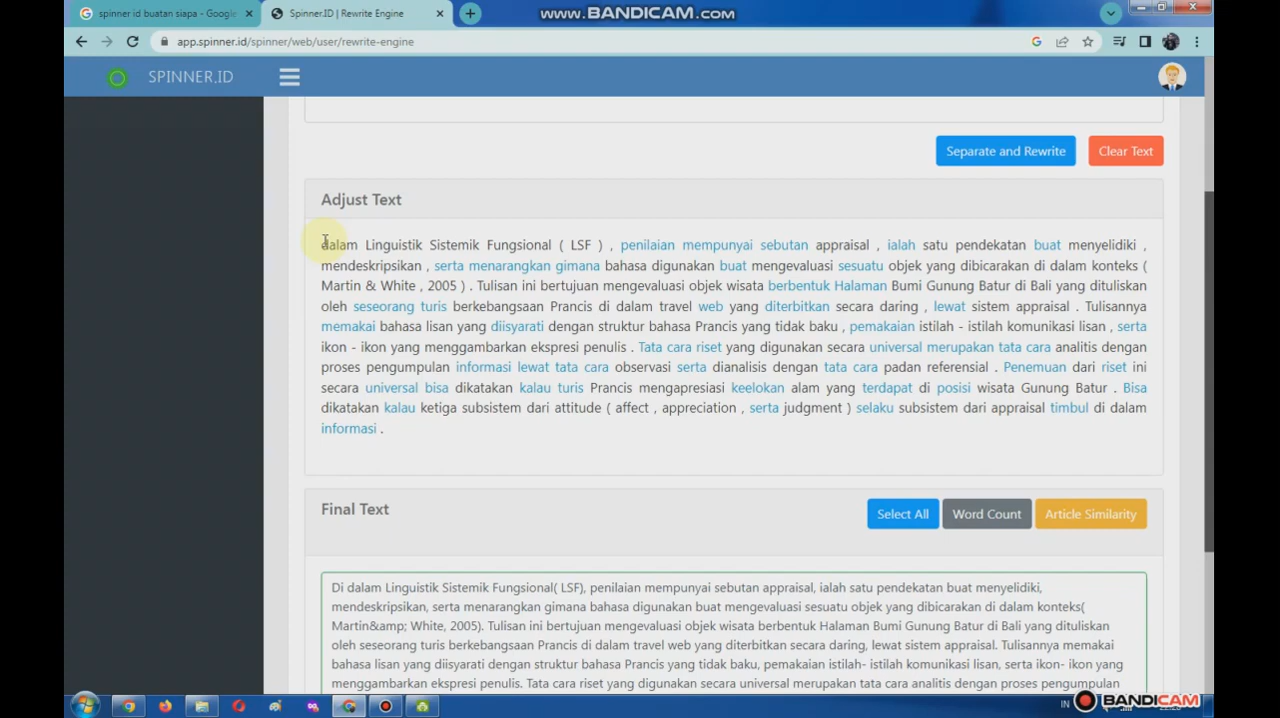 spinner id buatan siapa - Google
Spinner.ID | Rewrite Engine
www.BANDICAM.com
app.spinner.id/spinner/web/user/rewrite-engine
SPINNER.ID
Separate and Rewrite
Clear Text
Adjust Text
dalam Linguistik Sistemik Fungsional ( LSF ) , penilaian mempunyai sebutan appraisal , ialah satu pendekatan buat menyelidiki ,
mendeskripsikan , serta menarangkan gimana bahasa digunakan buat mengevaluasi sesuatu objek yang dibicarakan di dalam konteks (
Martin & White , 2005 ) . Tulisan ini bertujuan mengevaluasi objek wisata berbentuk Halaman Bumi Gunung Batur di Bali yang dituliskan
oleh seseorang turis berkebangsaan Prancis di dalam travel web yang diterbitkan secara daring , lewat sistem appraisal . Tulisannya
memakai bahasa lisan yang diisyarati dengan struktur bahasa Prancis yang tidak baku , pemakaian istilah - istilah komunikasi lisan , serta
ikon - ikon yang menggambarkan ekspresi penulis . Tata cara riset yang digunakan secara universal merupakan tata cara analitis dengan
proses pengumpulan informasi lewat tata cara observasi serta dianalisis dengan tata cara padan referensial . Penemuan dari riset ini
secara universal bisa dikatakan kalau turis Prancis mengapresiasi keelokan alam yang terdapat di posisi wisata Gunung Batur . Bisa
dikatakan kalau ketiga subsistem dari attitude ( affect , appreciation , serta judgment ) selaku subsistem dari appraisal timbul di dalam
informasi .
Final Text
Select All
Word Count
Article Similarity
Di dalam Linguistik Sistemik Fungsional( LSF), penilaian mempunyai sebutan appraisal, ialah satu pendekatan buat menyelidiki,
mendeskripsikan, serta menarangkan gimana bahasa digunakan buat mengevaluasi sesuatu objek yang dibicarakan di dalam konteks(
Martin&amp; White, 2005). Tulisan ini bertujuan mengevaluasi objek wisata berbentuk Halaman Bumi Gunung Batur di Bali yang dituliskan
oleh seseorang turis berkebangsaan Prancis di dalam travel web yang diterbitkan secara daring, lewat sistem appraisal. Tulisannya memakai
bahasa lisan yang diisyarati dengan struktur bahasa Prancis yang tidak baku, pemakaian istilah- istilah komunikasi lisan, serta ikon- ikon yang
menggambarkan ekspresi penulis. Tata cara riset yang digunakan secara universal merupakan tata cara analitis dengan proses pengumpulan
IN
BANDICAM